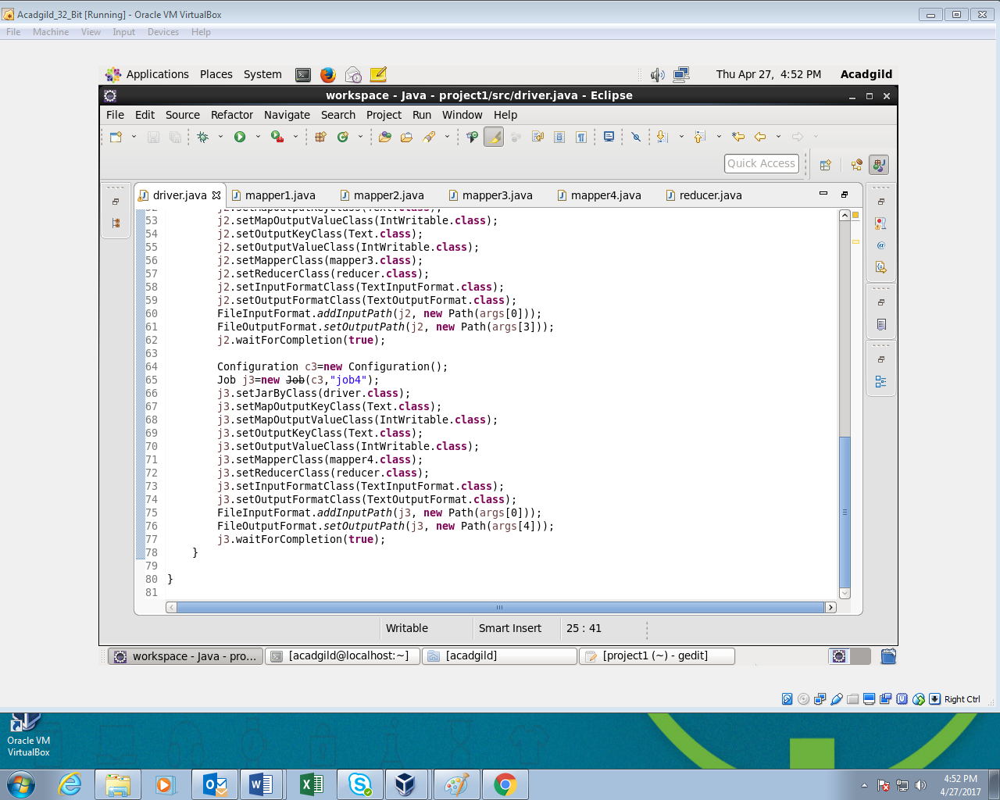 Acadgild_32_Bit [Running] - Oracle VM VirtualBox
File Machine View Input Devices Help
Applications Places System Thu Apr 27, 4:52 PM Acadgild
workspace - Java - project1/src/driver.java - Eclipse
File Edit Source Refactor Navigate Search Project Run Window Help
Quick Access
driver.java mapper1.java mapper2.java mapper3.java mapper4.java reducer.java
52 j2.setMapOutputKeyClass(Text.class);
53 j2.setMapOutputValueClass(IntWritable.class);
54 j2.setOutputKeyClass(Text.class);
55 j2.setOutputValueClass(IntWritable.class);
56 j2.setMapperClass(mapper3.class);
57 j2.setReducerClass(reducer.class);
58 j2.setInputFormatClass(TextInputFormat.class);
59 j2.setOutputFormatClass(TextOutputFormat.class);
60 FileInputFormat.addInputPath(j2, new Path(args[0]));
61 FileOutputFormat.setOutputPath(j2, new Path(args[3]));
62 j2.waitForCompletion(true);
63
64 Configuration c3=new Configuration();
65 Job j3=new Job(c3,"job4");
66 j3.setJarByClass(driver.class);
67 j3.setMapOutputKeyClass(Text.class);
68 j3.setMapOutputValueClass(IntWritable.class);
69 j3.setOutputKeyClass(Text.class);
70 j3.setOutputValueClass(IntWritable.class);
71 j3.setMapperClass(mapper4.class);
72 j3.setReducerClass(reducer.class);
73 j3.setInputFormatClass(TextInputFormat.class);
74 j3.setOutputFormatClass(TextOutputFormat.class);
75 FileInputFormat.addInputPath(j3, new Path(args[0]));
76 FileOutputFormat.setOutputPath(j3, new Path(args[4]));
77 j3.waitForCompletion(true);
78 }
79
80 }
81
Writable Smart Insert 25 : 41
workspace - Java - pro... [acadgild@localhost:~] [acadgild] [project1 (~) - gedit]
Right Ctrl
Oracle VM
VirtualBox
4:52 PM
4/27/2017